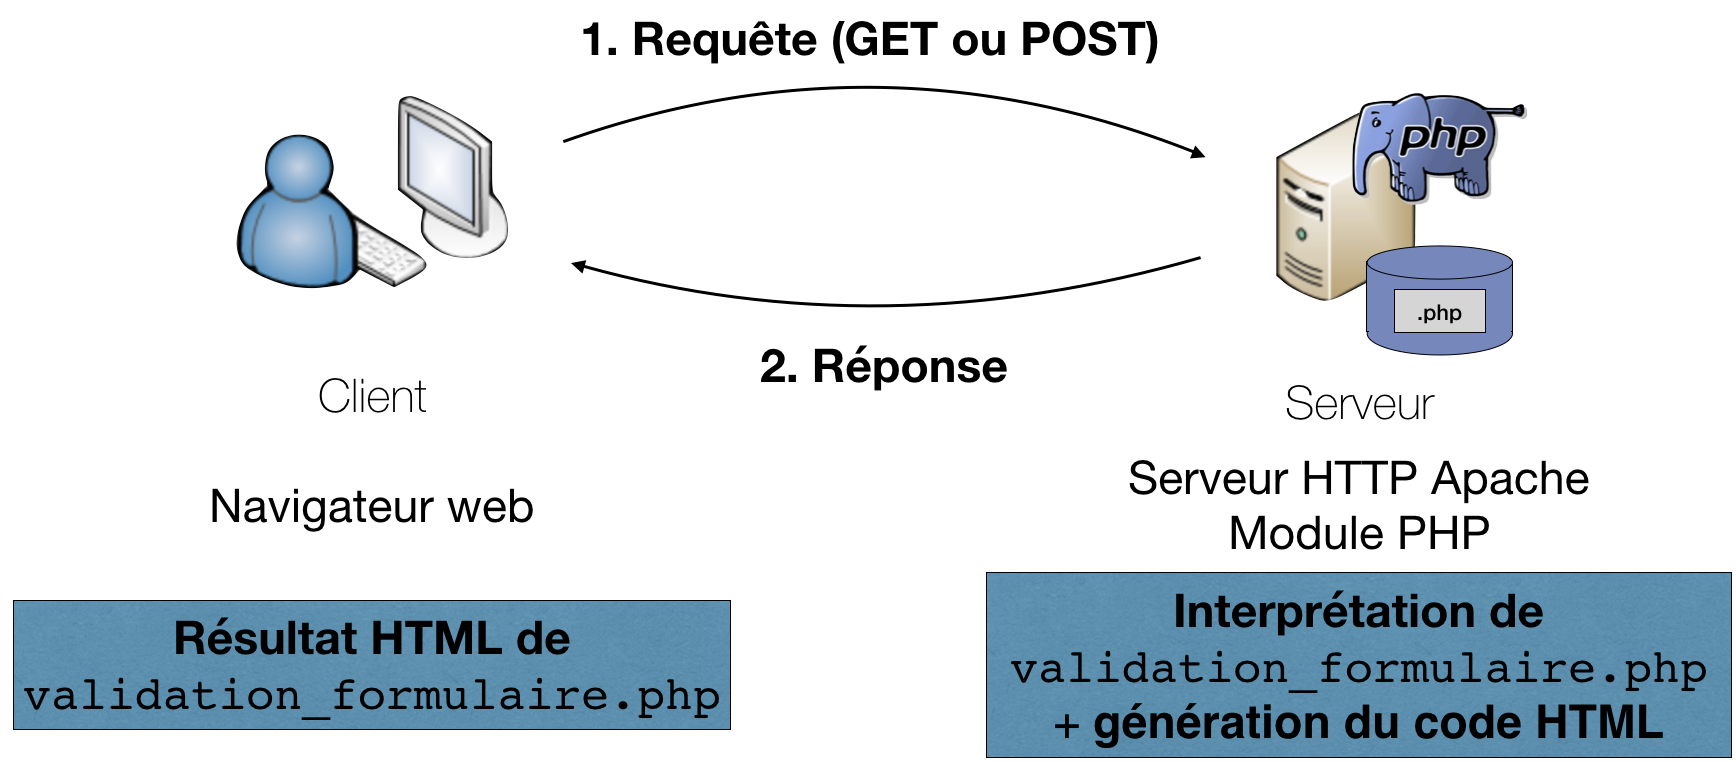 1. Requête (GET ou POST)
php
.php
2. Réponse
Client
Serveur
Navigateur web
Serveur HTTP Apache
Module PHP
Résultat HTML de
validation_formulaire.php
Interprétation de
validation_formulaire.php
+ génération du code HTML